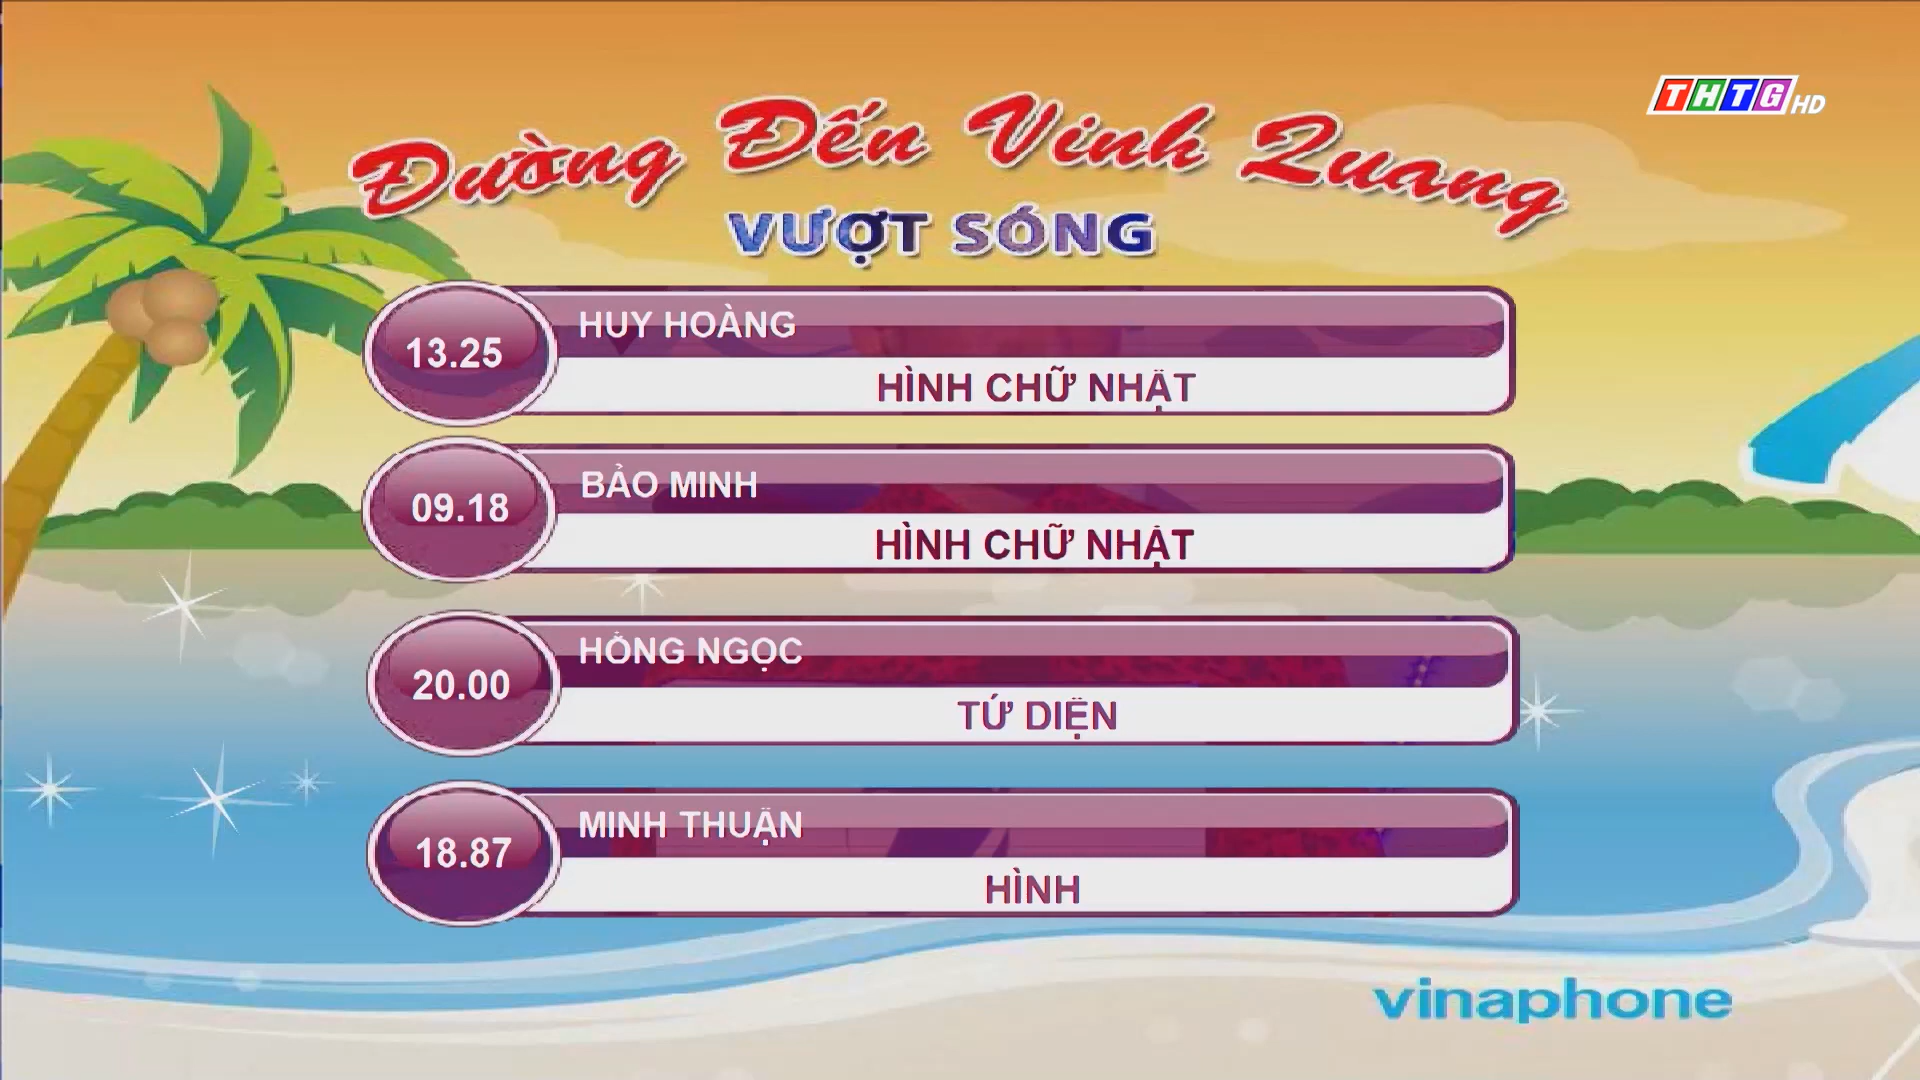 THTG HD
Đường Đến Vinh Quang
VƯỢT SÓNG
13.25
HUY HOÀNG
HÌNH CHỮ NHẬT
09.18
BẢO MINH
HÌNH CHỮ NHẬT
20.00
HỒNG NGỌC
TỨ DIỆN
18.87
MINH THUẬN
HÌNH
vinaphone